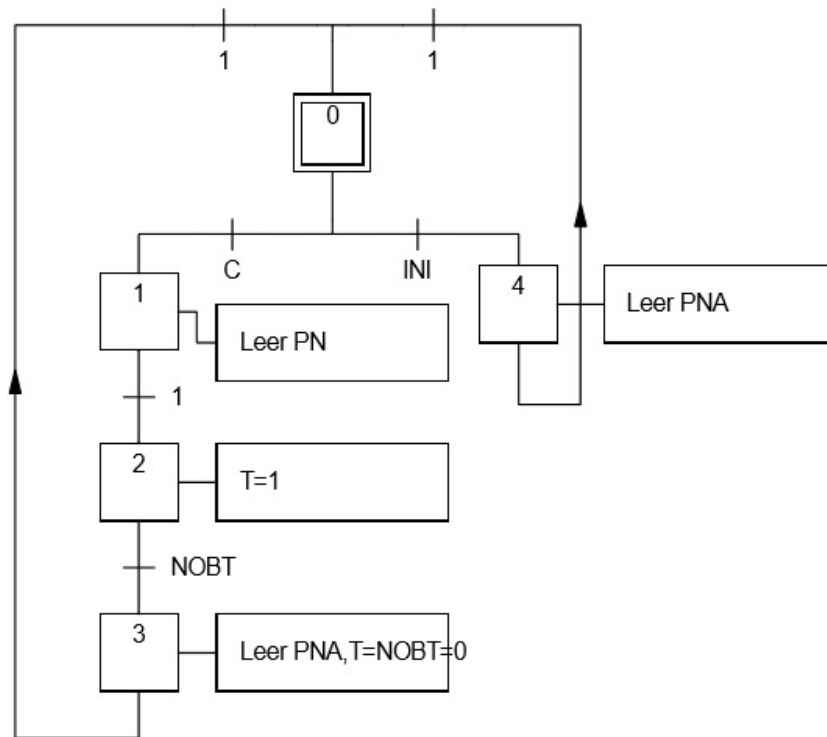 1
1
0
C
INI
1
Leer PN
4
Leer PNA
1
2
T=1
NOBT
3
Leer PNA,T=NOBT=0